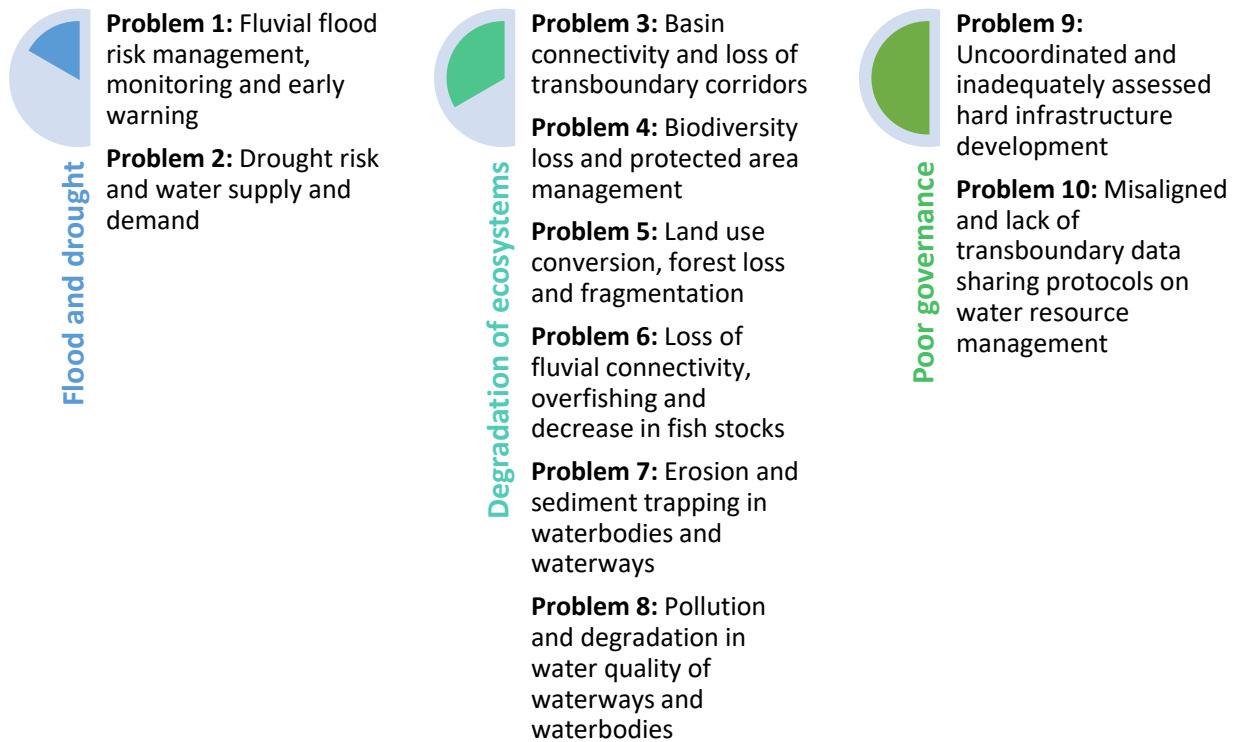 Flood and drought
Problem 1: Fluvial flood
risk management,
monitoring and early
warning
Problem 2: Drought risk
and water supply and
demand
Degradation of ecosystems
Problem 3: Basin
connectivity and loss of
transboundary corridors
Problem 4: Biodiversity
loss and protected area
management
Problem 5: Land use
conversion, forest loss
and fragmentation
Problem 6: Loss of
fluvial connectivity,
overfishing and
decrease in fish stocks
Problem 7: Erosion and
sediment trapping in
waterbodies and
waterways
Problem 8: Pollution
and degradation in
water quality of
waterways and
waterbodies
Poor governance
Problem 9:
Uncoordinated and
inadequately assessed
hard infrastructure
development
Problem 10: Misaligned
and lack of
transboundary data
sharing protocols on
water resource
management